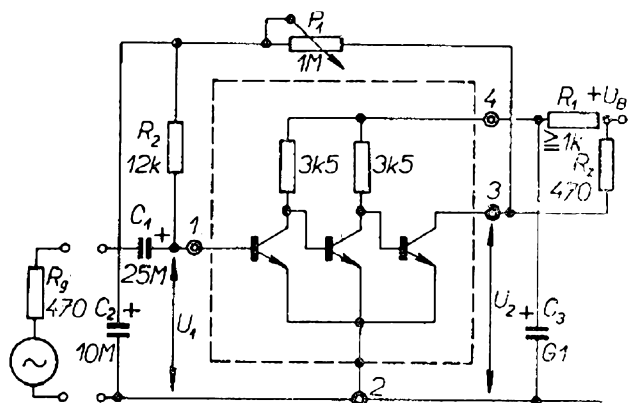 P1
1M
4
R1
+UB
≧1k
Rz
470
R2
12k
3k5
3k5
3
C1
+
1
25M
Rg
470
C2
+
10M
U1
U2
+
C3
G1
2